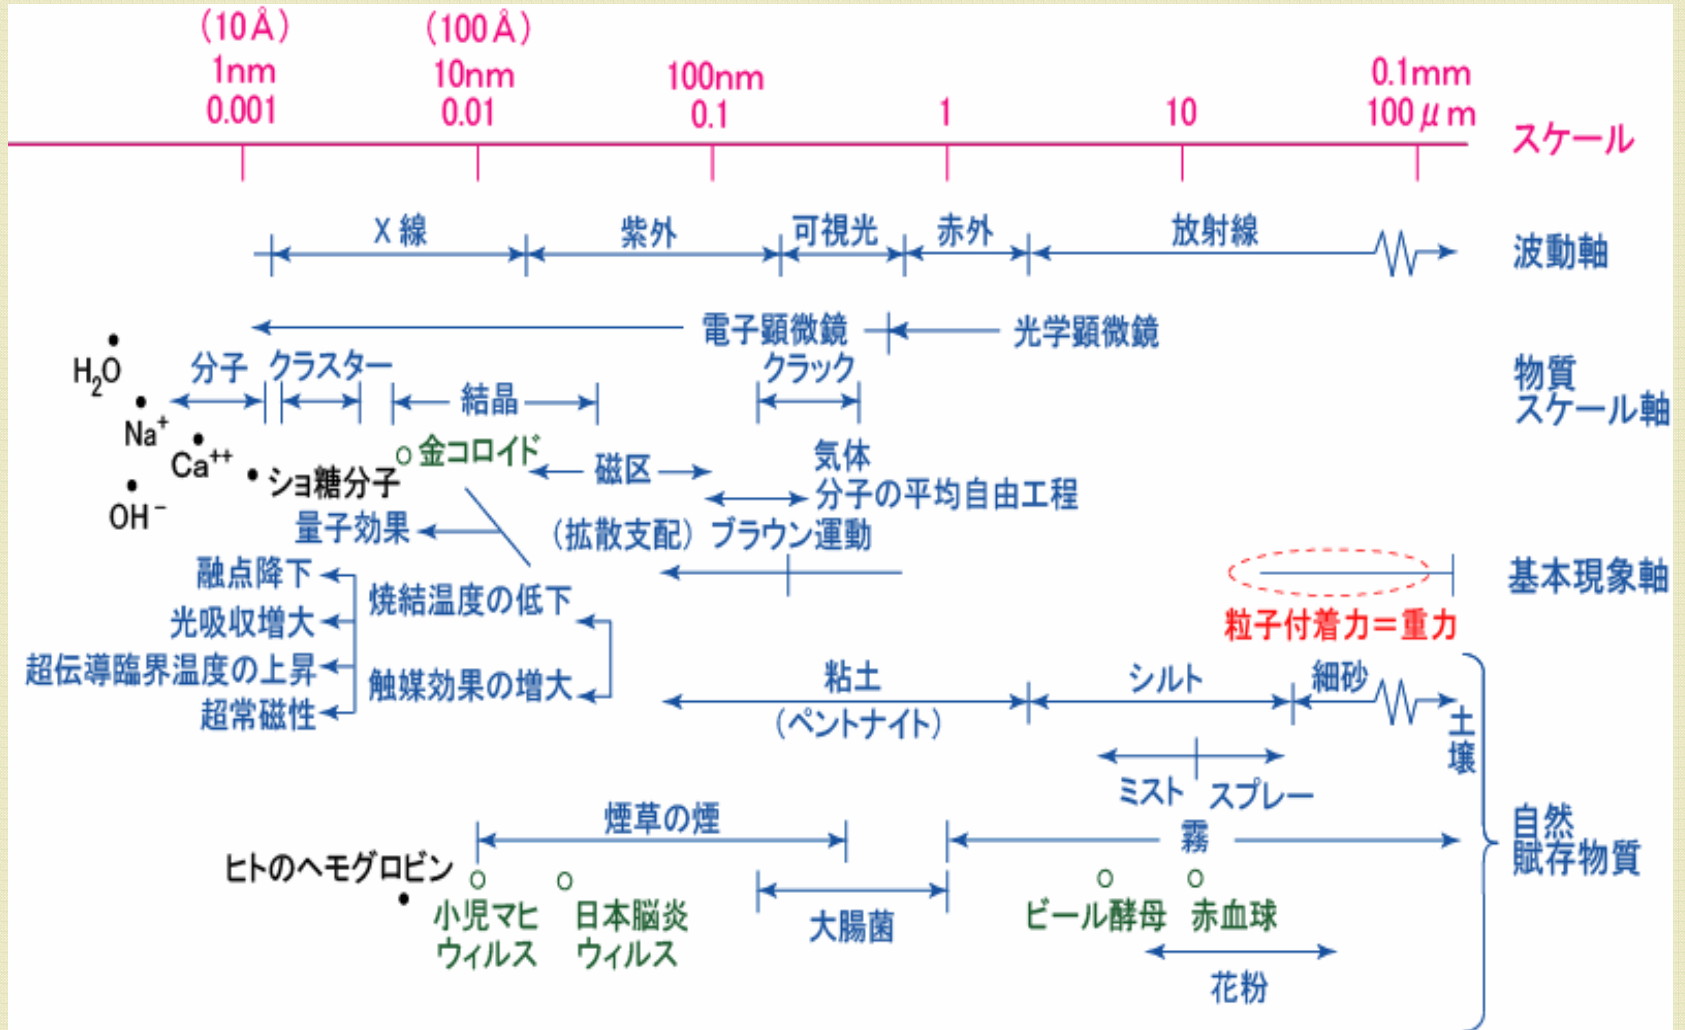 (10Å) (100Å)
1nm 10nm 100nm 0.1mm
0.001 0.01 0.1 1 10 100μm スケール
X線 紫外 可視光 赤外 放射線 波動軸
電子顕微鏡 光学顕微鏡
H₂O 分子 クラスター 結晶 クラック 物質
スケール軸
Na⁺
Ca⁺⁺ 金コロイド 磁区 気体
ショ糖分子 分子の平均自由工程
OH⁻
量子効果 (拡散支配) ブラウン運動
融点降下 焼結温度の低下 基本現象軸
光吸収増大 粒子付着力=重力
超伝導臨界温度の上昇 触媒効果の増大 粘土 シルト 細砂
超常磁性 (ペントナイト) 土壌
ミスト スプレー
煙草の煙 霧 自然
賦存物質
ヒトのヘモグロビン
小児マヒ 日本脳炎 大腸菌 ビール酵母 赤血球
ウィルス ウィルス
花粉